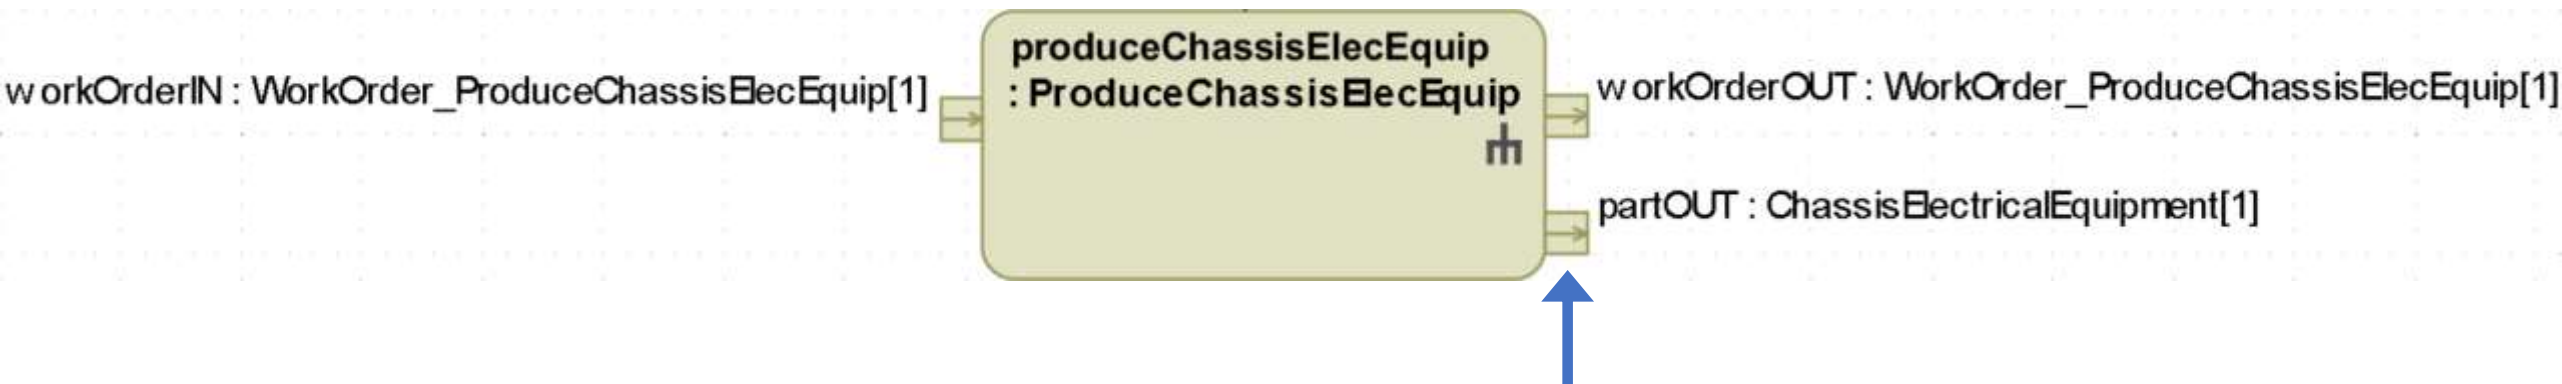 produceChassisElecEquip
workOrderIN : WorkOrder_ProduceChassisElecEquip[1]
: ProduceChassisElecEquip
workOrderOUT : WorkOrder_ProduceChassisElecEquip[1]
partOUT : ChassisElectricalEquipment[1]